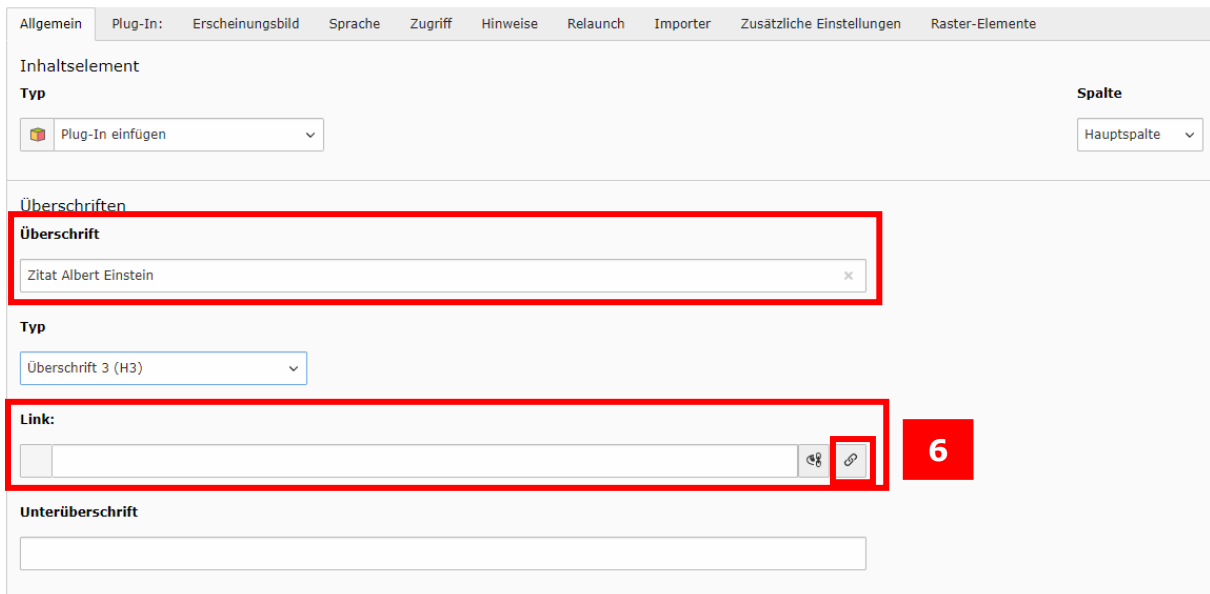 Allgemein Plug-In: Erscheinungsbild Sprache Zugriff Hinweise Relaunch Importer Zusätzliche Einstellungen Raster-Elemente
Inhaltselement
Typ Spalte
Plug-In einfügen Hauptspalte
Überschriften
Überschrift
Zitat Albert Einstein
Typ
Überschrift 3 (H3)
Link:
6
Unterüberschrift